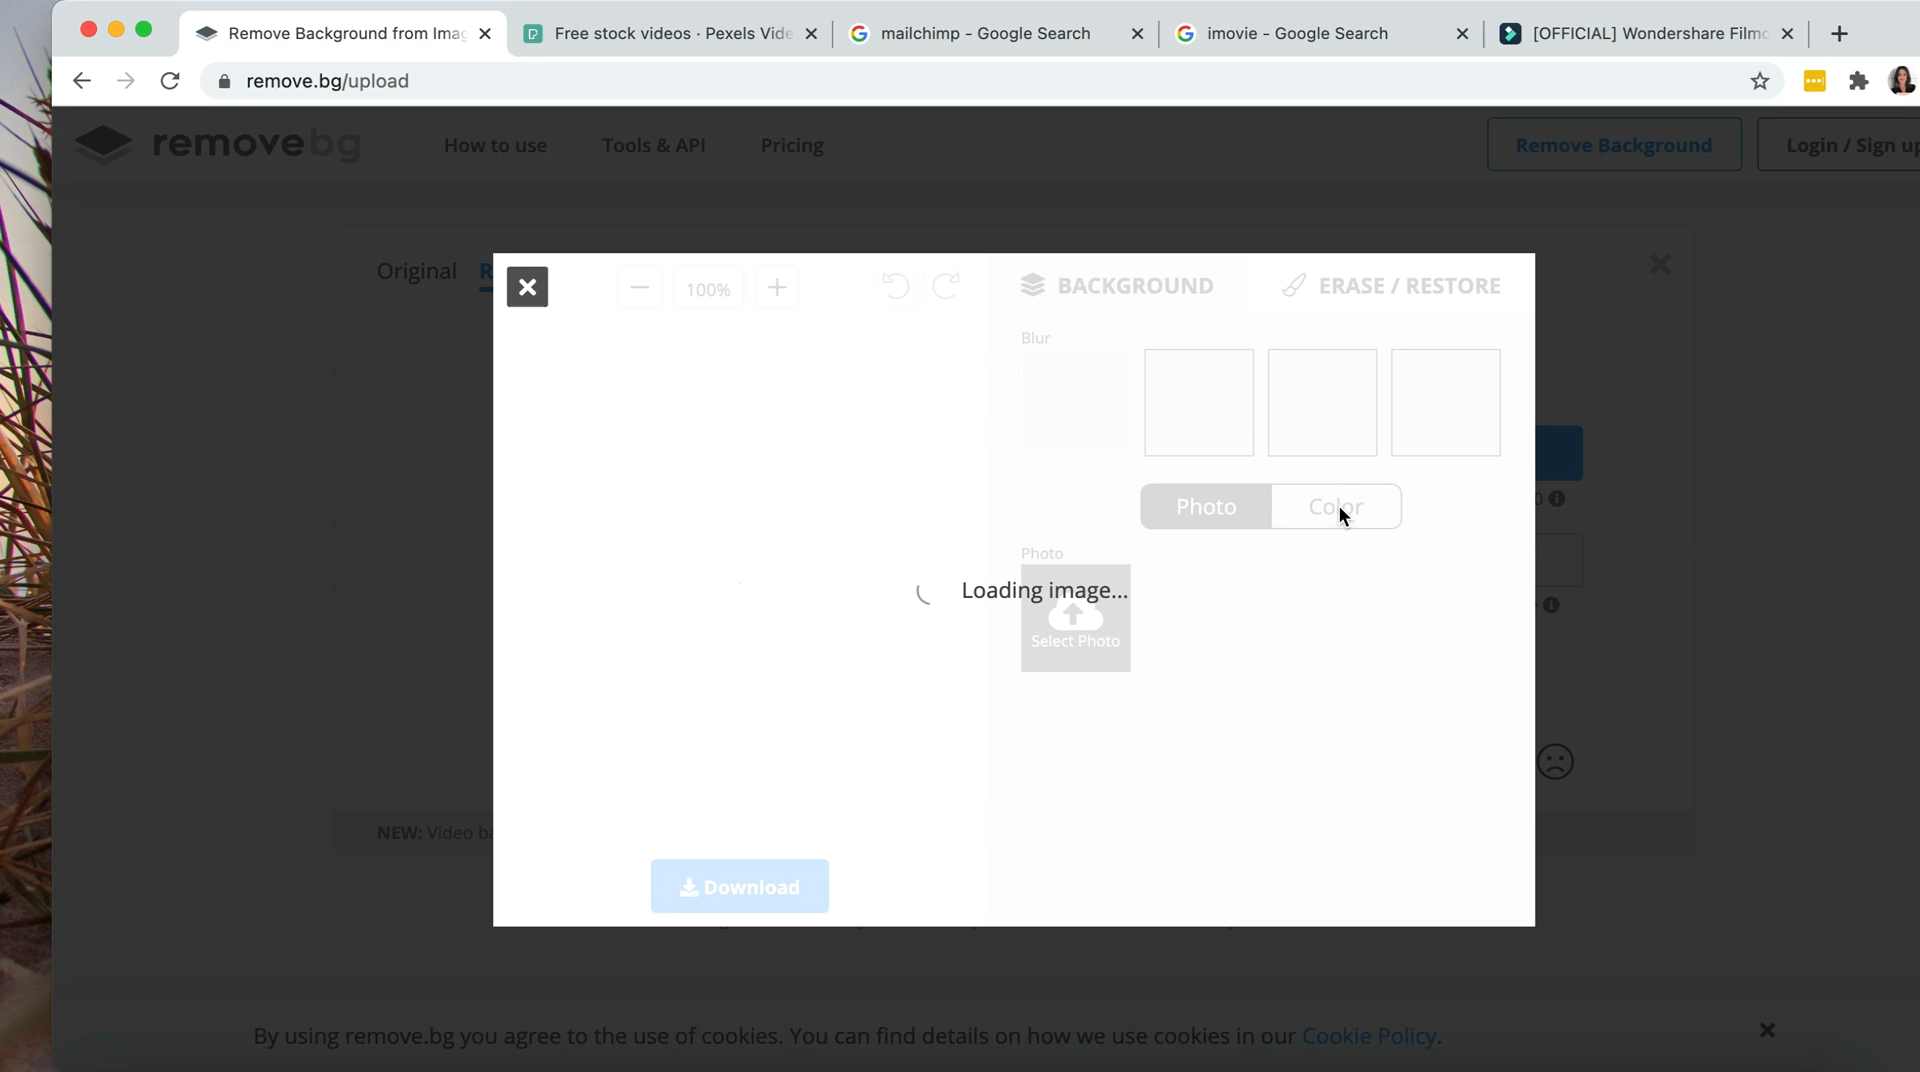 Remove Background from Imag
Free stock videos · Pexels Vide
mailchimp - Google Search
imovie - Google Search
[OFFICIAL] Wondershare Filmo
remove.bg/upload
removebg
How to use
Tools & API
Pricing
Remove Background
Login / Sign up
Original
R
100%
BACKGROUND
ERASE / RESTORE
Blur
Photo
Color
Photo
Loading image...
Select Photo
NEW: Video ba
Download
By using remove.bg you agree to the use of cookies. You can find details on how we use cookies in our Cookie Policy.